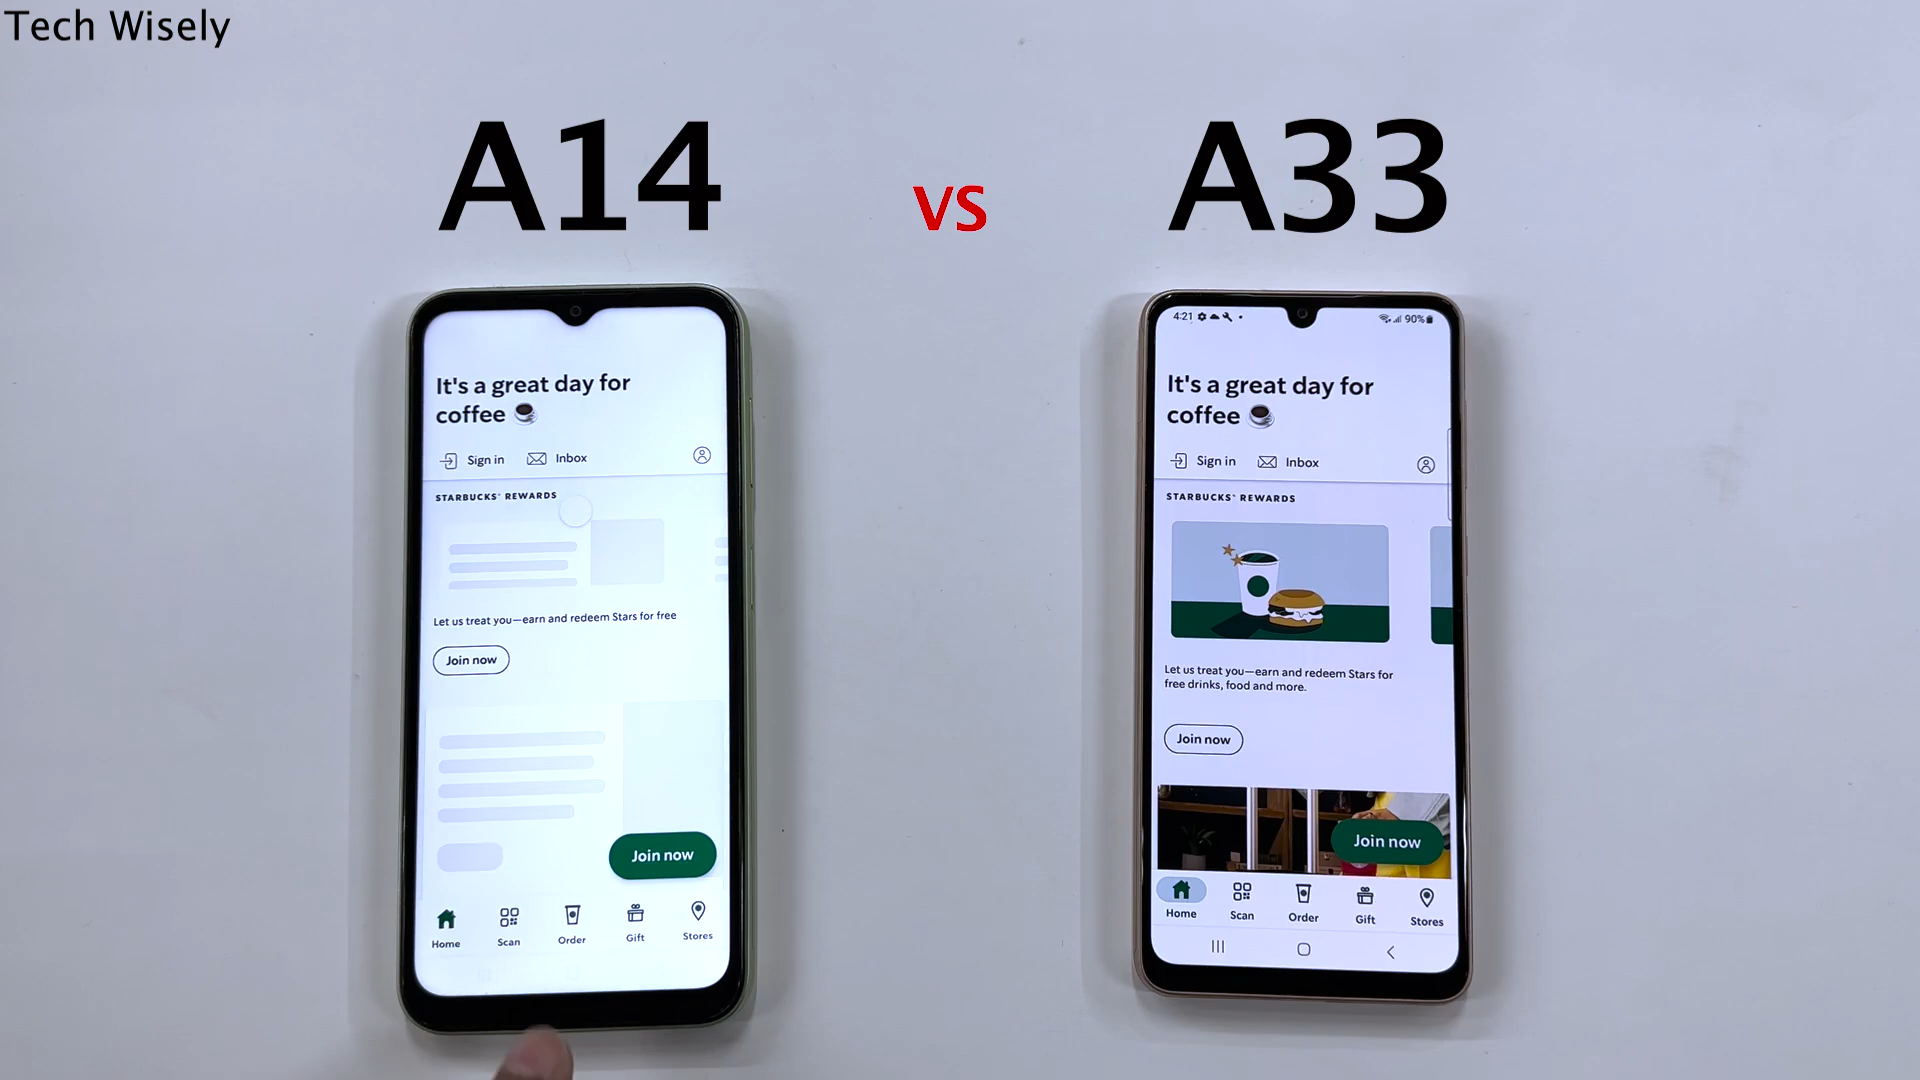 Tech Wisely
A14 vs A33
It's a great day for
coffee
Sign in Inbox
STARBUCKS® REWARDS
Let us treat you—earn and redeem Stars for free
Join now
Join now
Home Scan Order Gift Stores
4:21 90%
It's a great day for
coffee
Sign in Inbox
STARBUCKS® REWARDS
Let us treat you—earn and redeem Stars for
free drinks, food and more.
Join now
Join now
Home Scan Order Gift Stores